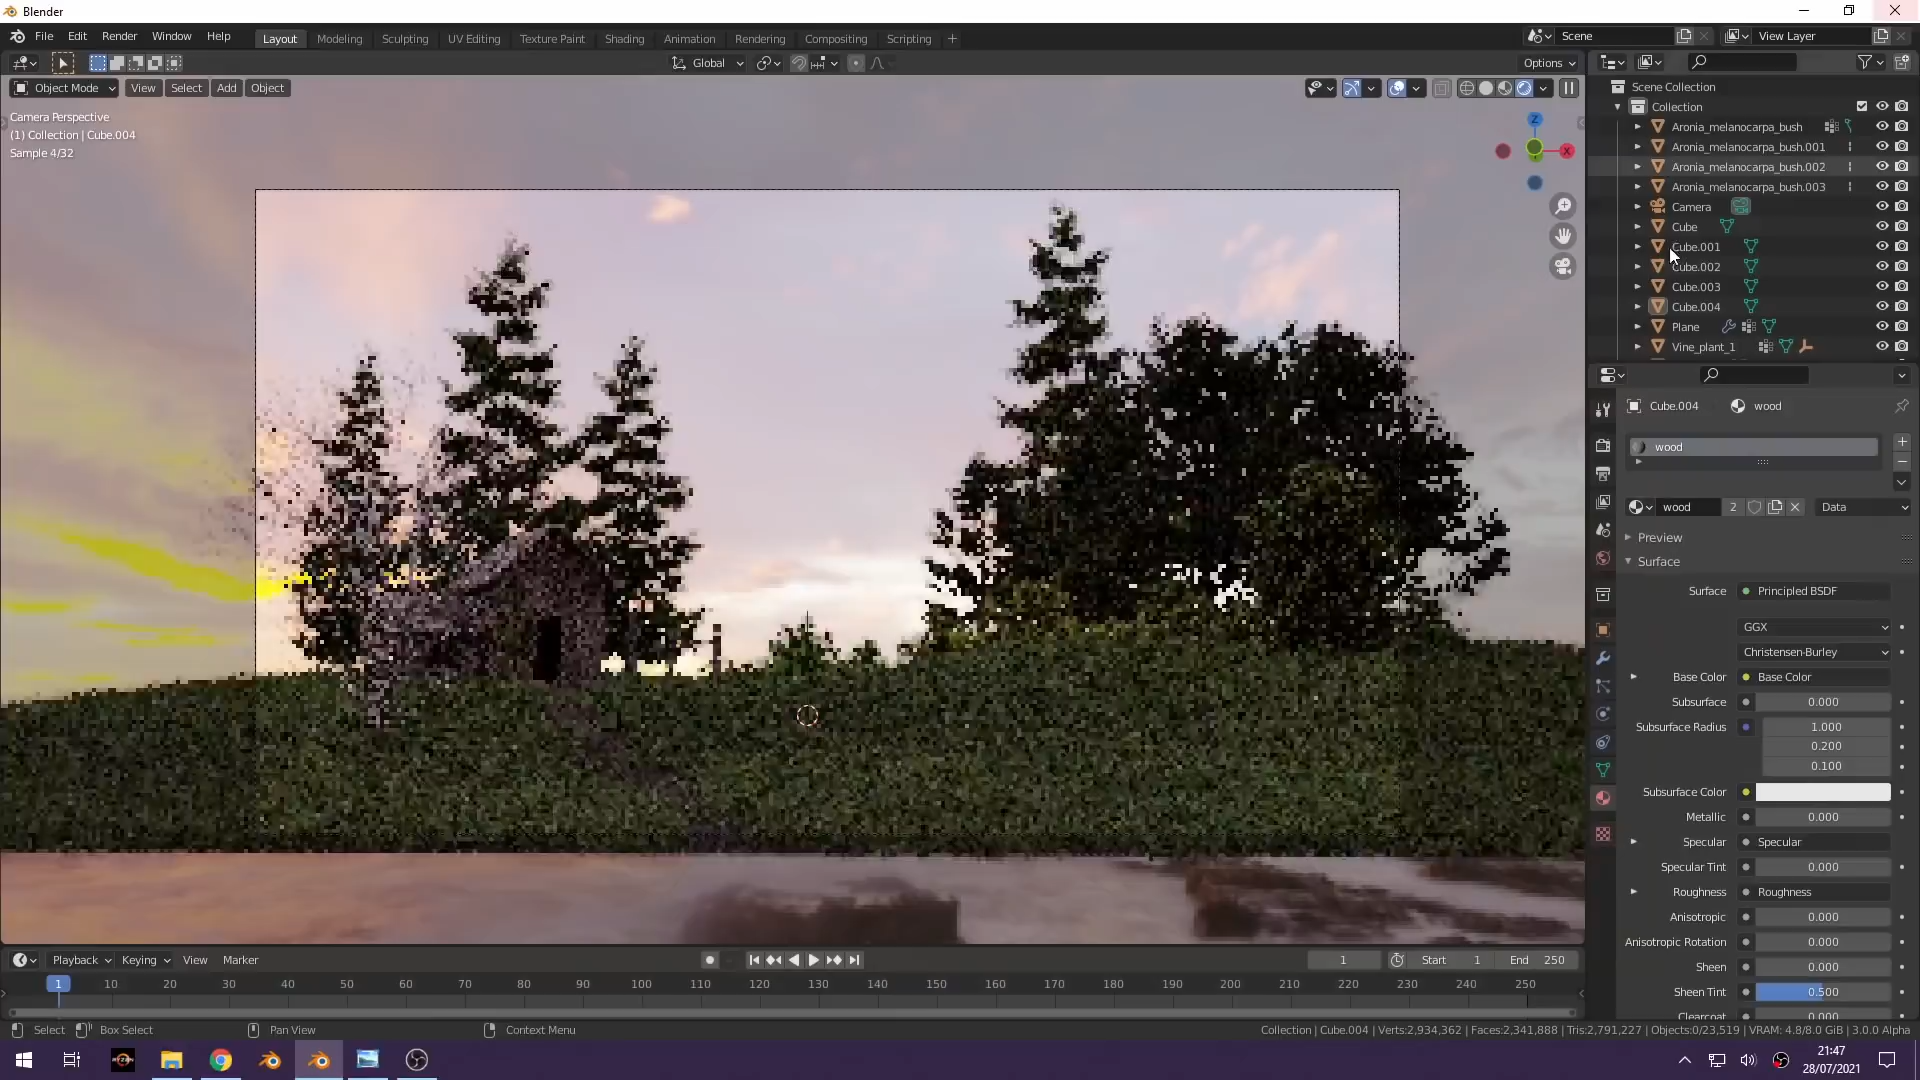 Blender
File Edit Render Window Help
Layout Modeling Sculpting UV Editing Texture Paint Shading Animation Rendering Compositing Scripting +
Scene
View Layer
Global
Options
Object Mode View Select Add Object
Camera Perspective
(1) Collection | Cube.004
Sample 4/32
Z
X
Scene Collection
Collection
Aronia_melanocarpa_bush
Aronia_melanocarpa_bush.001
Aronia_melanocarpa_bush.002
Aronia_melanocarpa_bush.003
Camera
Cube
Cube.001
Cube.002
Cube.003
Cube.004
Plane
Vine_plant_1
Cube.004 wood
wood
wood 2 Data
Preview
Surface
Surface Principled BSDF
GGX
Christensen-Burley
Base Color Base Color
Subsurface 0.000
Subsurface Radius 1.000
0.200
0.100
Subsurface Color
Metallic 0.000
Specular Specular
Specular Tint 0.000
Roughness Roughness
Anisotropic 0.000
Anisotropic Rotation 0.000
Sheen 0.000
Sheen Tint 0.500
Clearcoat 0.000
Playback Keying View Marker
1 Start 1 End 250
1 10 20 30 40 50 60 70 80 90 100 110 120 130 140 150 160 170 180 190 200 210 220 230 240 250
Select Box Select Pan View Context Menu
Collection | Cube.004 | Verts:2,934,362 | Faces:2,341,888 | Tris:2,791,227 | Objects:0/23,519 | VRAM: 4.8/8.0 GiB | 3.0.0 Alpha
RYZEN
21:47
28/07/2021